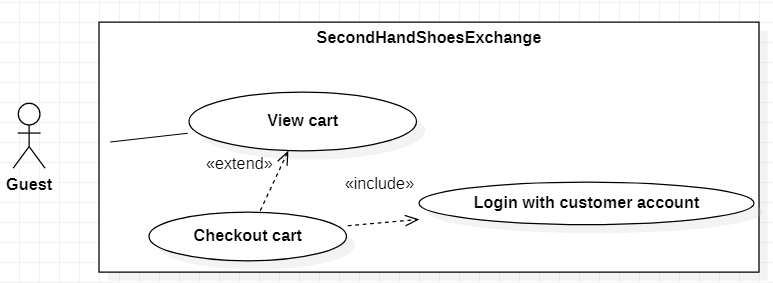 SecondHandShoesExchange
View cart
«extend»
«include»
Guest
Login with customer account
Checkout cart